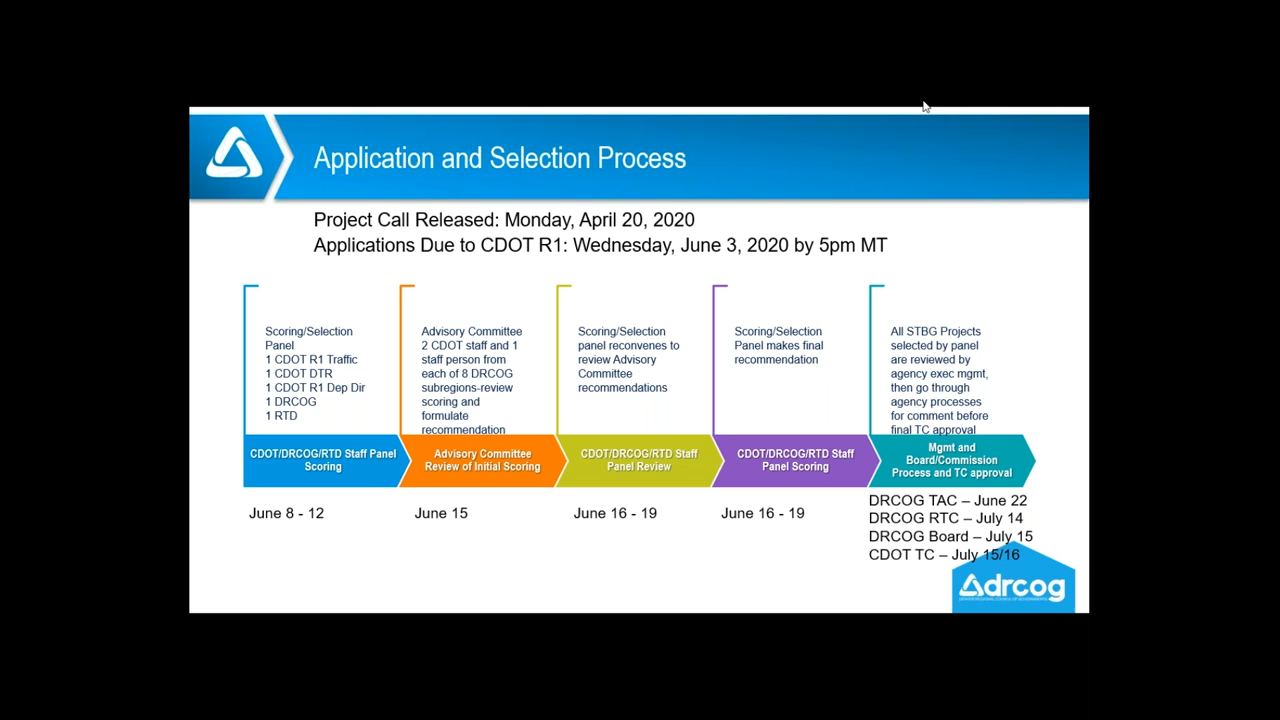 Application and Selection Process
Project Call Released: Monday, April 20, 2020
Applications Due to CDOT R1: Wednesday, June 3, 2020 by 5pm MT
Scoring/Selection
Panel
1 CDOT R1 Traffic
1 CDOT DTR
1 CDOT R1 Dep Dir
1 DRCOG
1 RTD
CDOT/DRCOG/RTD Staff Panel
Scoring
June 8 - 12
Advisory Committee
2 CDOT staff and 1
staff person from
each of 8 DRCOG
subregions-review
scoring and
formulate
recommendation
Advisory Committee
Review of Initial Scoring
June 15
Scoring/Selection
panel reconvenes to
review Advisory
Committee
recommendations
CDOT/DRCOG/RTD Staff
Panel Review
June 16 - 19
Scoring/Selection
Panel makes final
recommendation
CDOT/DRCOG/RTD Staff
Panel Scoring
June 16 - 19
All STBG Projects
selected by panel
are reviewed by
agency exec mgmt,
then go through
agency processes
for comment before
final TC approval
Mgmt and
Board/Commission
Process and TC approval
DRCOG TAC – June 22
DRCOG RTC – July 14
DRCOG Board – July 15
CDOT TC – July 15/16
drcog